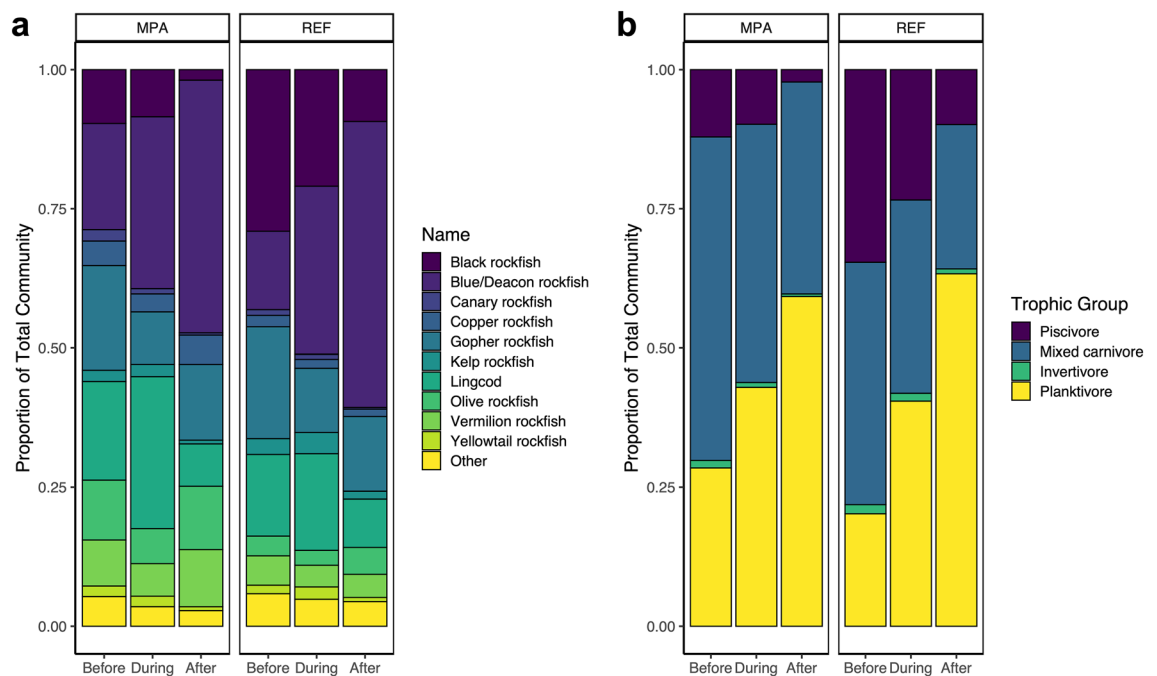 a
MPA
REF
1.00
0.75
0.50
0.25
0.00
Proportion of Total Community
Before During After
Before During After
Name
Black rockfish
Blue/Deacon rockfish
Canary rockfish
Copper rockfish
Gopher rockfish
Kelp rockfish
Lingcod
Olive rockfish
Vermilion rockfish
Yellowtail rockfish
Other
b
MPA
REF
1.00
0.75
0.50
0.25
0.00
Proportion of Total Community
Before During After
Before During After
Trophic Group
Piscivore
Mixed carnivore
Invertivore
Planktivore